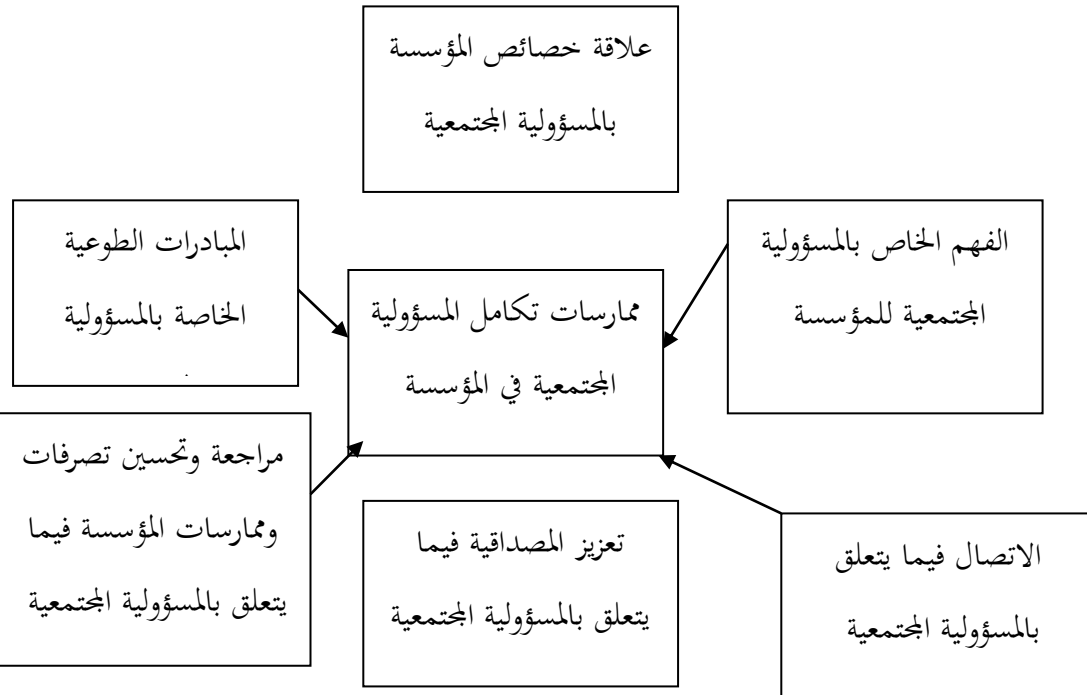 علاقة خصائص المؤسسة
بالمسؤولية المجتمعية
الفهم الخاص بالمسؤولية
المجتمعية للمؤسسة
المبادرات الطوعية
الخاصة بالمسؤولية
ممارسات تكامل المسؤولية
المجتمعية في المؤسسة
مراجعة وتحسين تصرفات
وممارسات المؤسسة فيما
يتعلق بالمسؤولية المجتمعية
تعزيز المصداقية فيما
يتعلق بالمسؤولية المجتمعية
الاتصال فيما يتعلق
بالمسؤولية المجتمعية